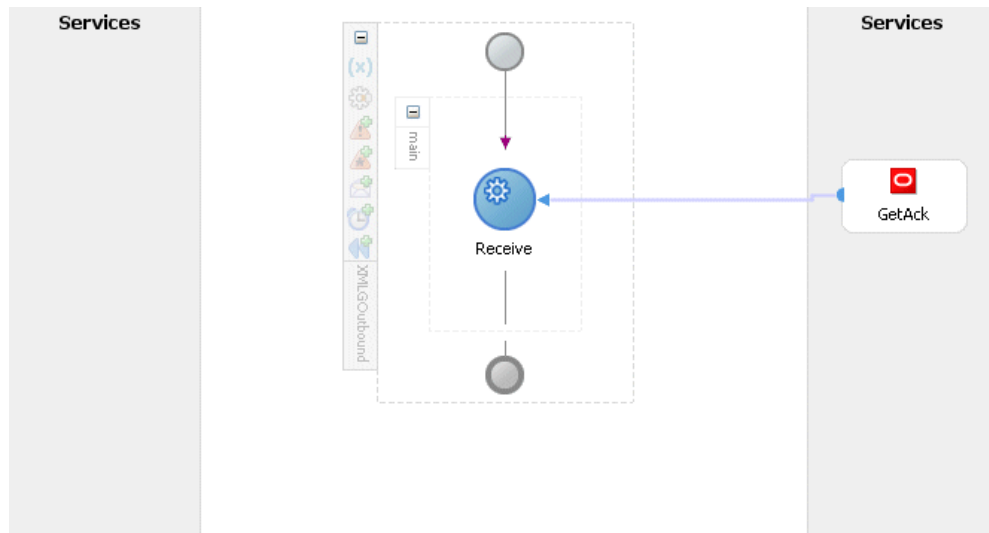 Services
Services
(x)
main
GetAck
Receive
XMLGOutbound